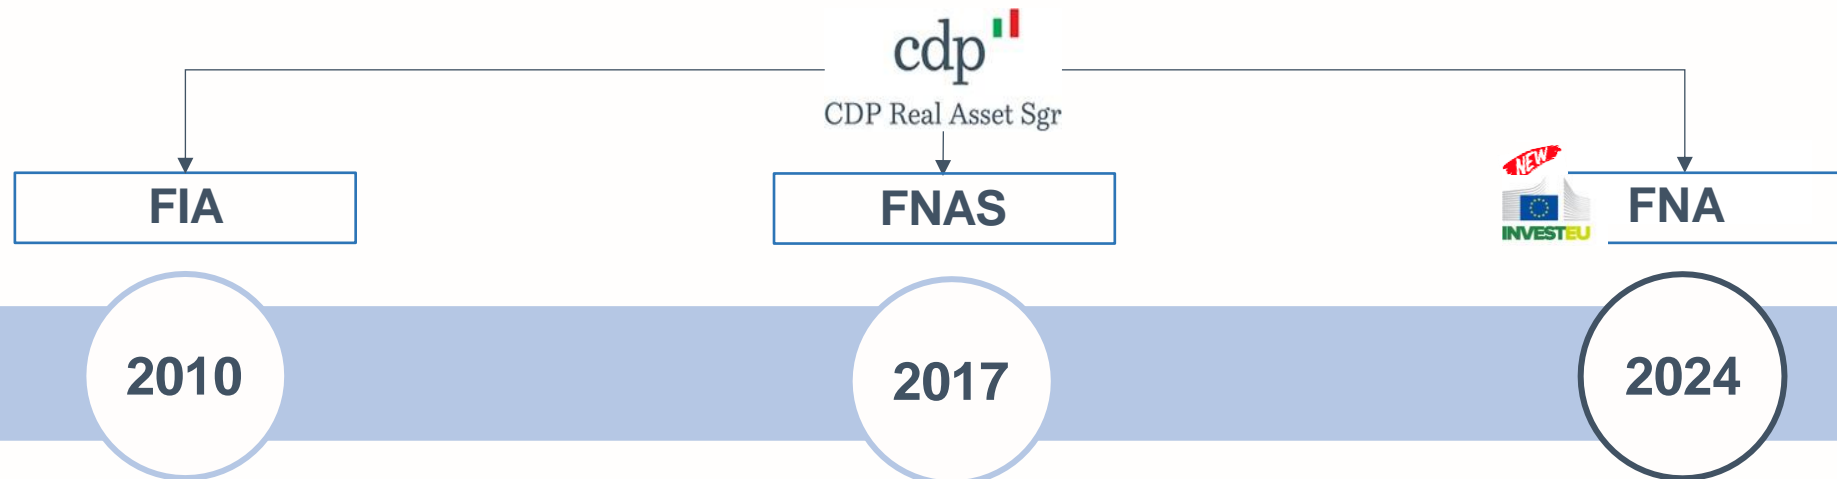 cdp
CDP Real Asset Sgr
FIA
FNAS
NEW
INVESTEU
FNA
2010
2017
2024